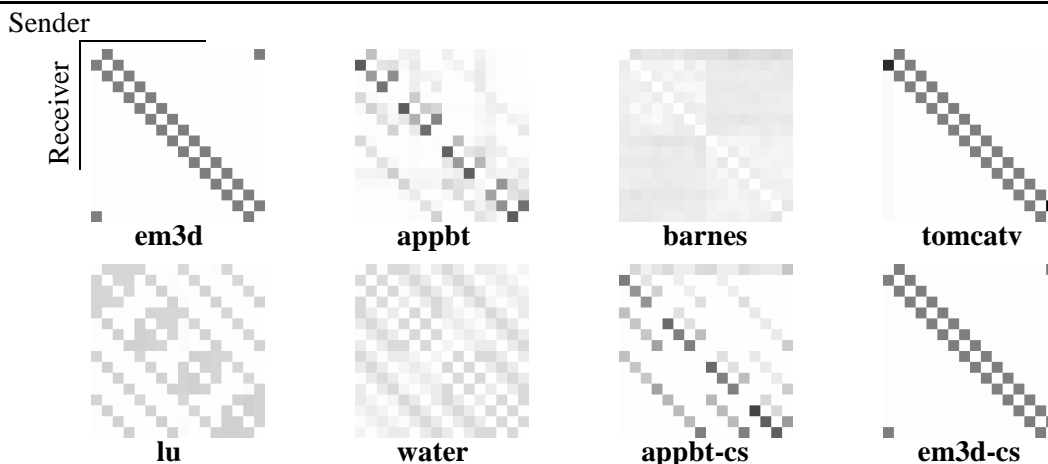 Sender
Receiver
em3d appbt barnes tomcatv
lu water appbt-cs em3d-cs